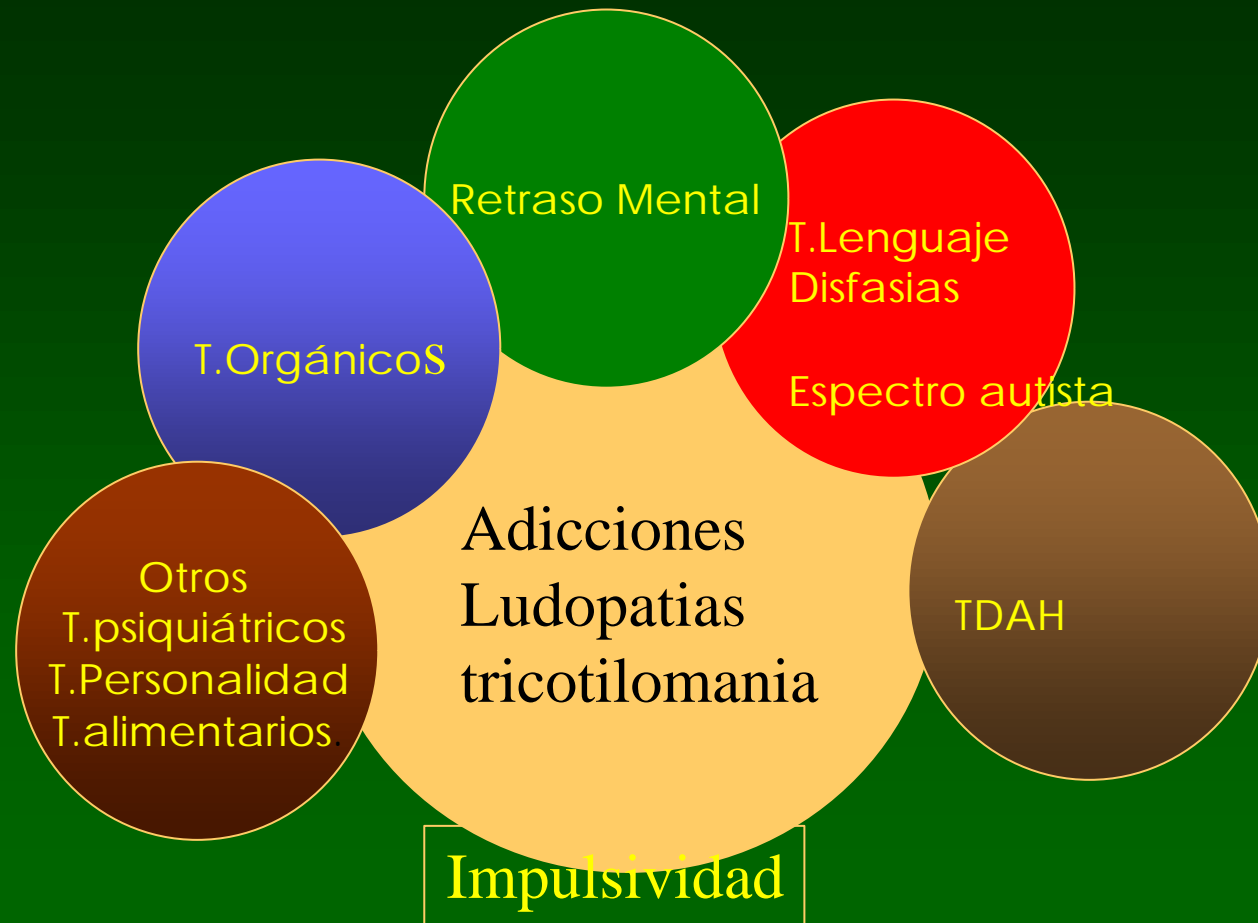 Retraso Mental
T.Lenguaje
Disfasias
Espectro autista
T.Orgánicos
TDAH
Otros
T.psiquiátricos
T.Personalidad
T.alimentarios.
Adicciones
Ludopatias
tricotilomania
Impulsividad